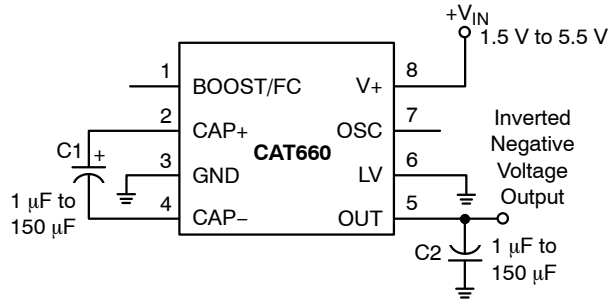 +VIN
1.5 V to 5.5 V
1
BOOST/FC
V+
8
2
CAP+
OSC
7
C1
+
CAT660
3
GND
LV
6
1 μF to
150 μF
4
CAP−
OUT
5
Inverted
Negative
Voltage
Output
C2
1 μF to
150 μF